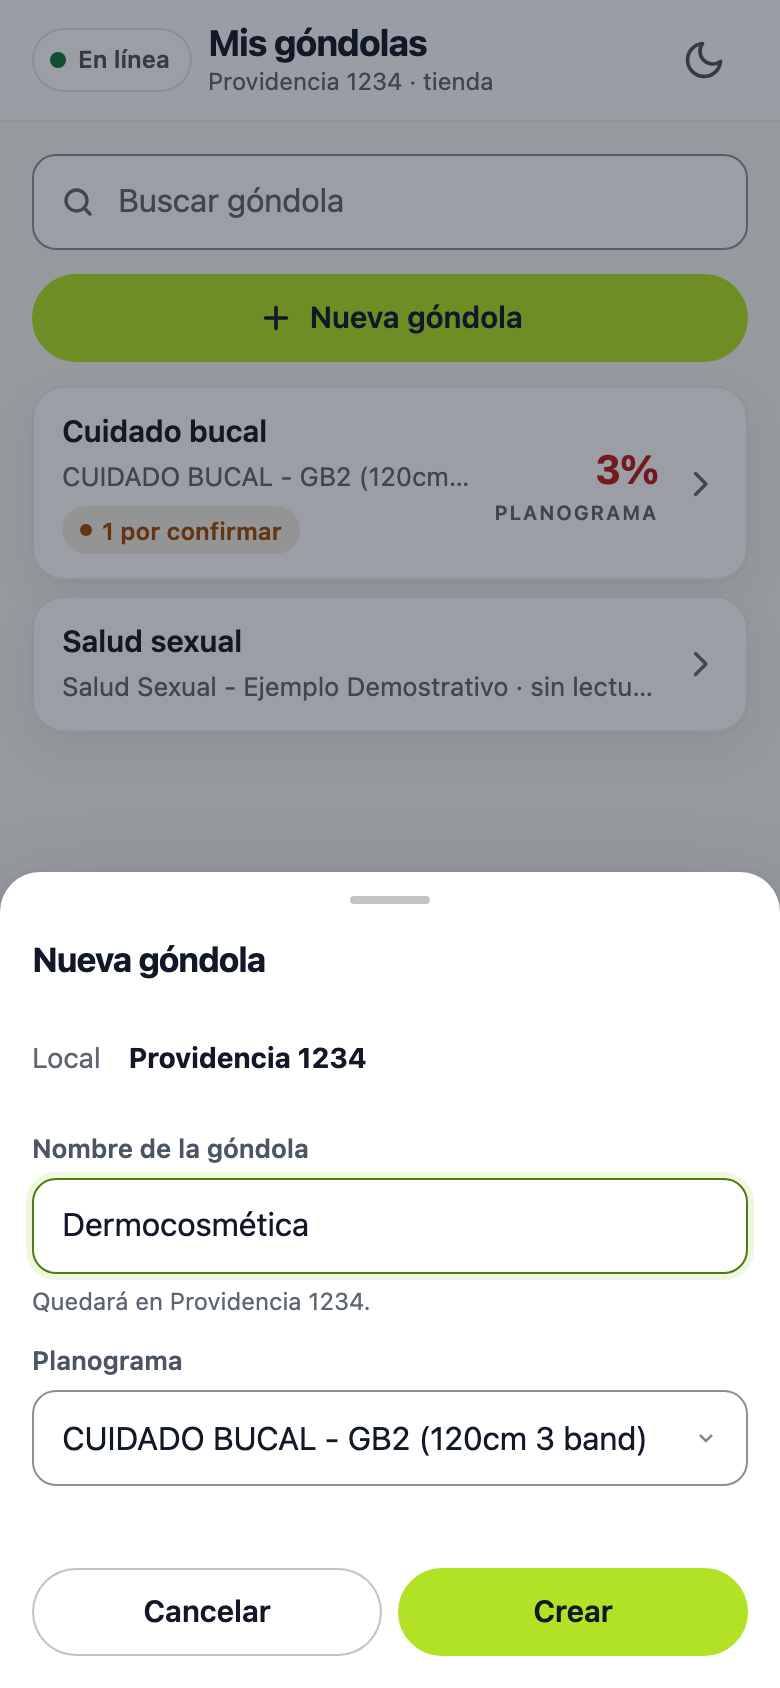 En línea
Mis góndolas
Providencia 1234 · tienda
Buscar góndola
+ Nueva góndola
Cuidado bucal
CUIDADO BUCAL - GB2 (120cm...
1 por confirmar
3%
PLANOGRAMA
Salud sexual
Salud Sexual - Ejemplo Demostrativo · sin lectu...
Nueva góndola
Local Providencia 1234
Nombre de la góndola
Dermocosmética
Quedará en Providencia 1234.
Planograma
CUIDADO BUCAL - GB2 (120cm 3 band)
Cancelar
Crear